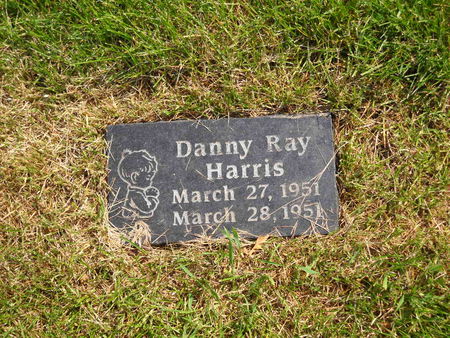 Danny Ray
Harris
March 27, 1951
March 28, 1951